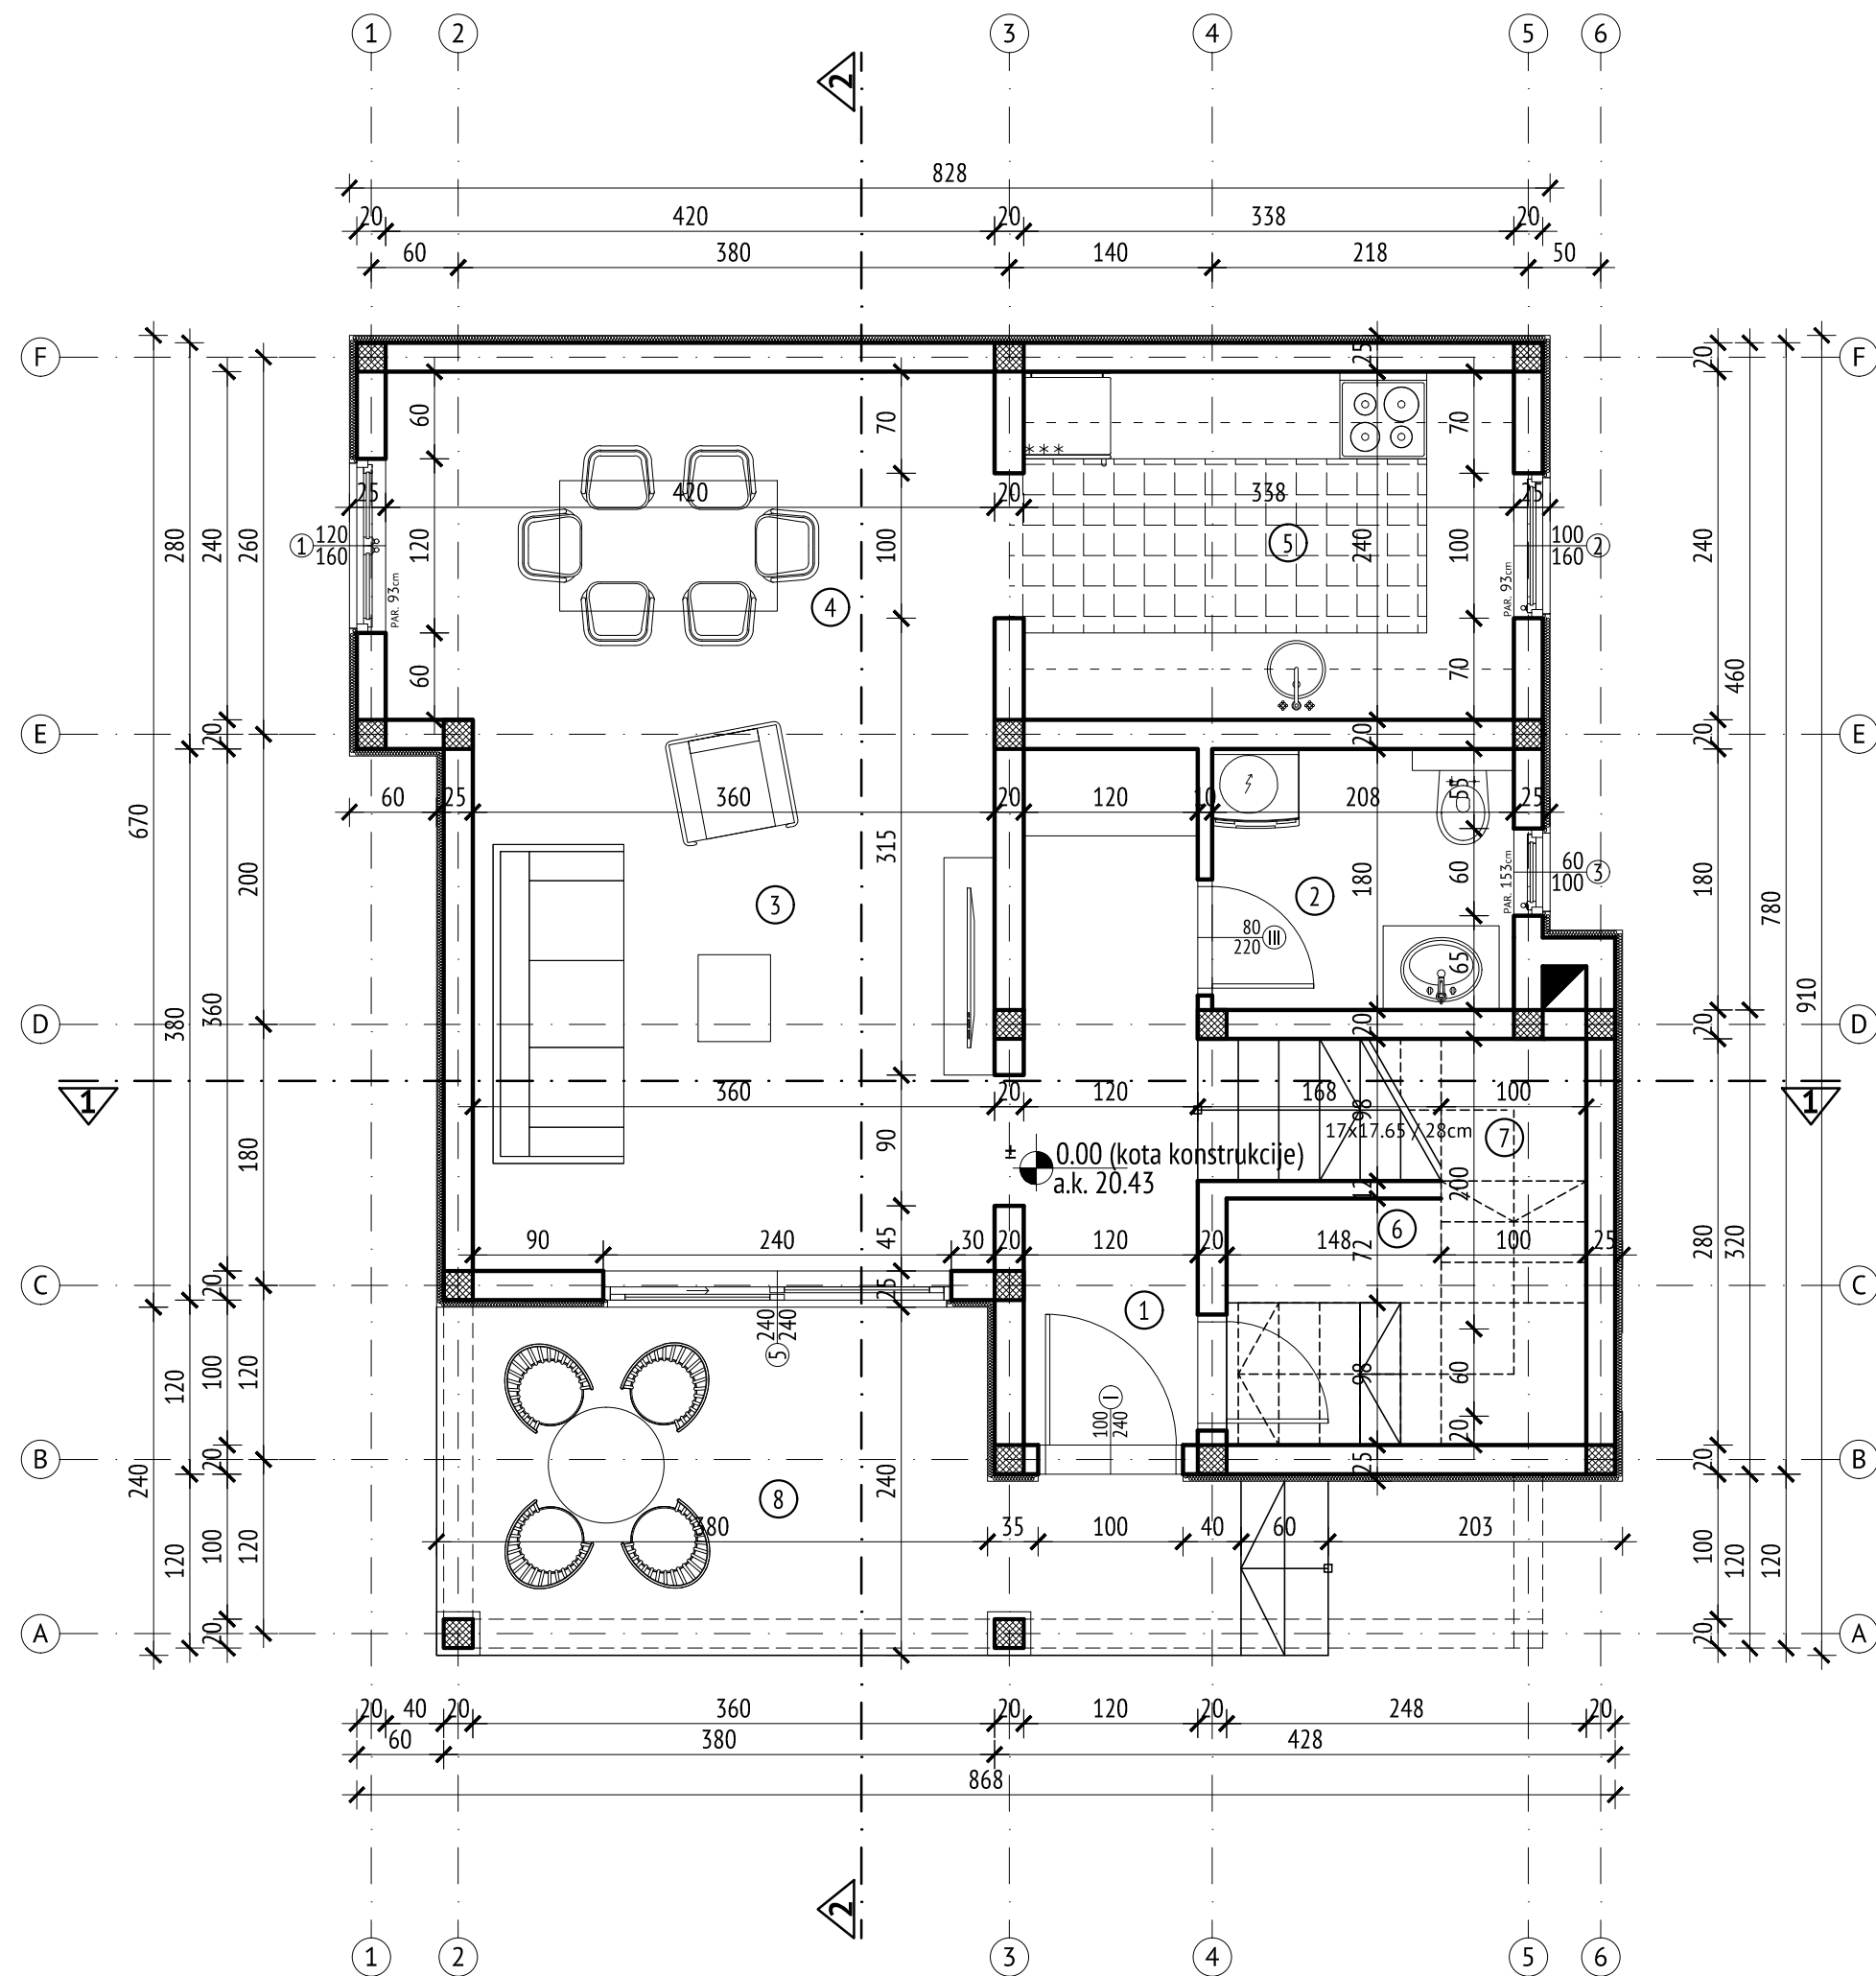 1 2 3 4 5 6
2
828
20 420 20 338 20
60 380 140 218 50
F 25 20 F
60 70 70
25 420 20 338 25
1 120 160 100 160 2
280 240 260 120 100 5 240 100 240
PAR. 93cm PAR. 93cm
4
60 70 460
E 20 20 20 E
670 60 25 360 20 120 10 208 55 25
380 360 200 315 180 60 60 100 3 180 780
PAR. 153cm
3 2
80 220 III
65
D 20 20 D 910
1 360 20 120 168 100 1
98
17x17.65 / 28cm 7
180 90
± 0.00 (kota konstrukcije)
a.k. 20.43
12 200
6
90 240 30 45 20 120 20 148 72 100 25 280 320
C 20 25 C
1
5 240 240
120 100 120 98 60
I 100 240
20
B 20 25 20 B
240 8 240
380 35 100 40 60 203
120 100 120 100 120 120
A 20 20 A
20 40 20 360 20 120 20 248 20
60 380 428
868
2
1 2 3 4 5 6